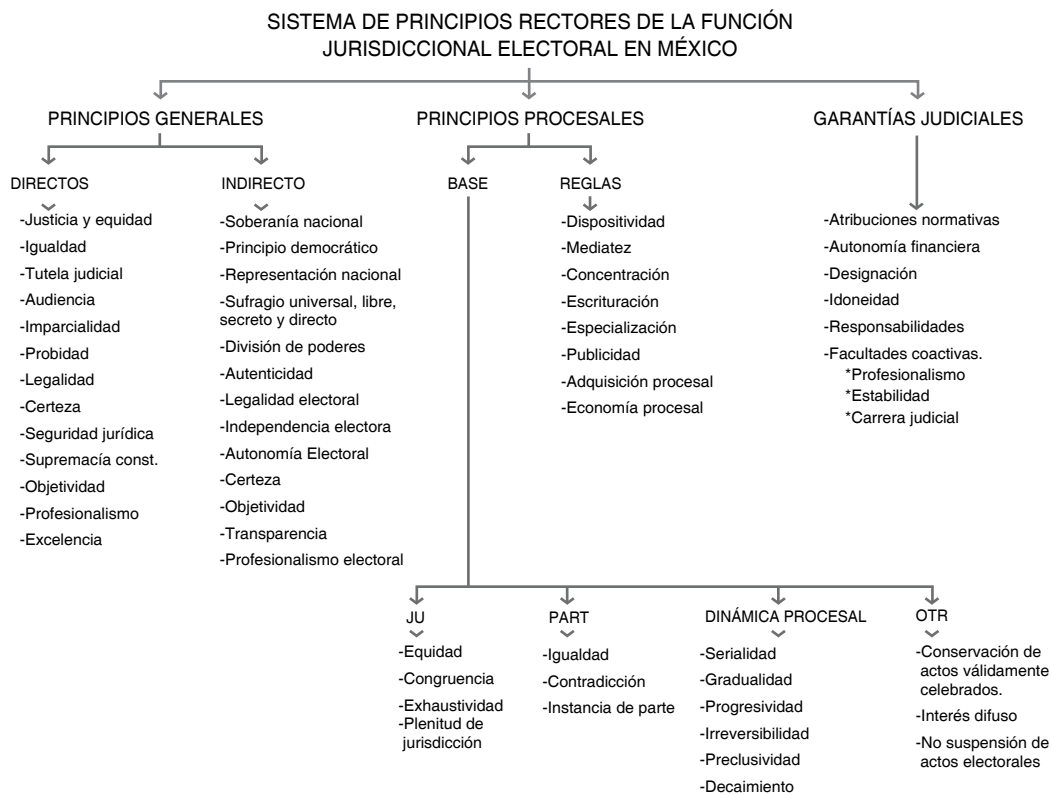 SISTEMA DE PRINCIPIOS RECTORES DE LA FUNCIÓN
JURISDICCIONAL ELECTORAL EN MÉXICO
PRINCIPIOS GENERALES
DIRECTOS
-Justicia y equidad
-Igualdad
-Tutela judicial
-Audiencia
-Imparcialidad
-Probidad
-Legalidad
-Certeza
-Seguridad jurídica
-Supremacía const.
-Objetividad
-Profesionalismo
-Excelencia
INDIRECTO
-Soberanía nacional
-Principio democrático
-Representación nacional
-Sufragio universal, libre,
secreto y directo
-División de poderes
-Autenticidad
-Legalidad electoral
-Independencia electora
-Autonomía Electoral
-Certeza
-Objetividad
-Transparencia
-Profesionalismo electoral
PRINCIPIOS PROCESALES
BASE
REGLAS
-Dispositividad
-Mediatez
-Concentración
-Escrituración
-Especialización
-Publicidad
-Adquisición procesal
-Economía procesal
GARANTÍAS JUDICIALES
-Atribuciones normativas
-Autonomía financiera
-Designación
-Idoneidad
-Responsabilidades
-Facultades coactivas.
*Profesionalismo
*Estabilidad
*Carrera judicial
JU
-Equidad
-Congruencia
-Exhaustividad
-Plenitud de
jurisdicción
PART
-Igualdad
-Contradicción
-Instancia de parte
DINÁMICA PROCESAL
-Serialidad
-Gradualidad
-Progresividad
-Irreversibilidad
-Preclusividad
-Decaimiento
OTR
-Conservación de
actos válidamente
celebrados.
-Interés difuso
-No suspensión de
actos electorales